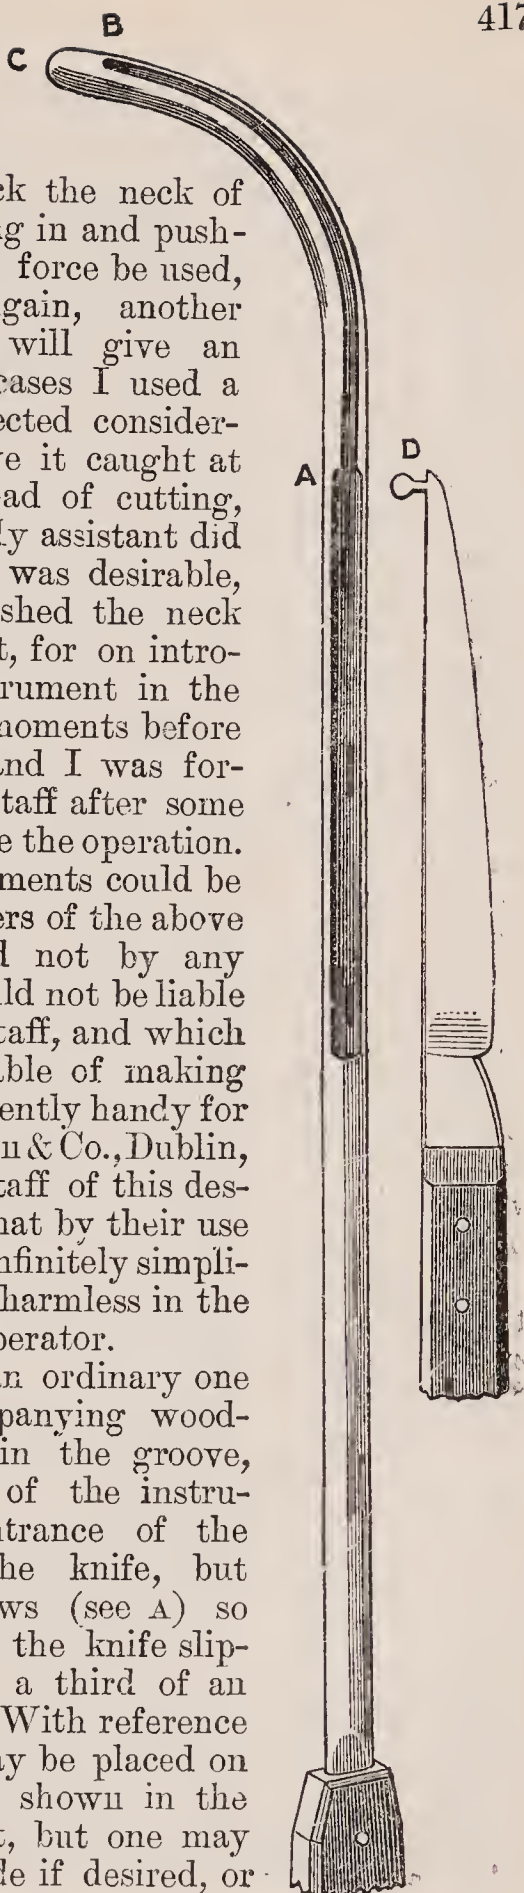 417
B
C
ck the neck of
g in and push-
force be used,
gain, another
will give an
cases I used a
ected consider-
e it caught at
ad of cutting,
ly assistant did
was desirable,
shed the neck
t, for on intro-
rument in the
moments before
and I was for-
taff after some
e the operation.
ments could be
ers of the above
d not by any
ld not be liable
taff, and which
ble of making
ently handy for
n & Co., Dublin,
taff of this des-
hat by their use
nfinitely simpli-
harmless in the
perator.
n ordinary one
panying wood-
in the groove,
of the instru-
ntrance of the
he knife, but
ws (see A) so
the knife slip-
a third of an
With reference
ay be placed on
shown in the
t, but one may
de if desired, or
A
D